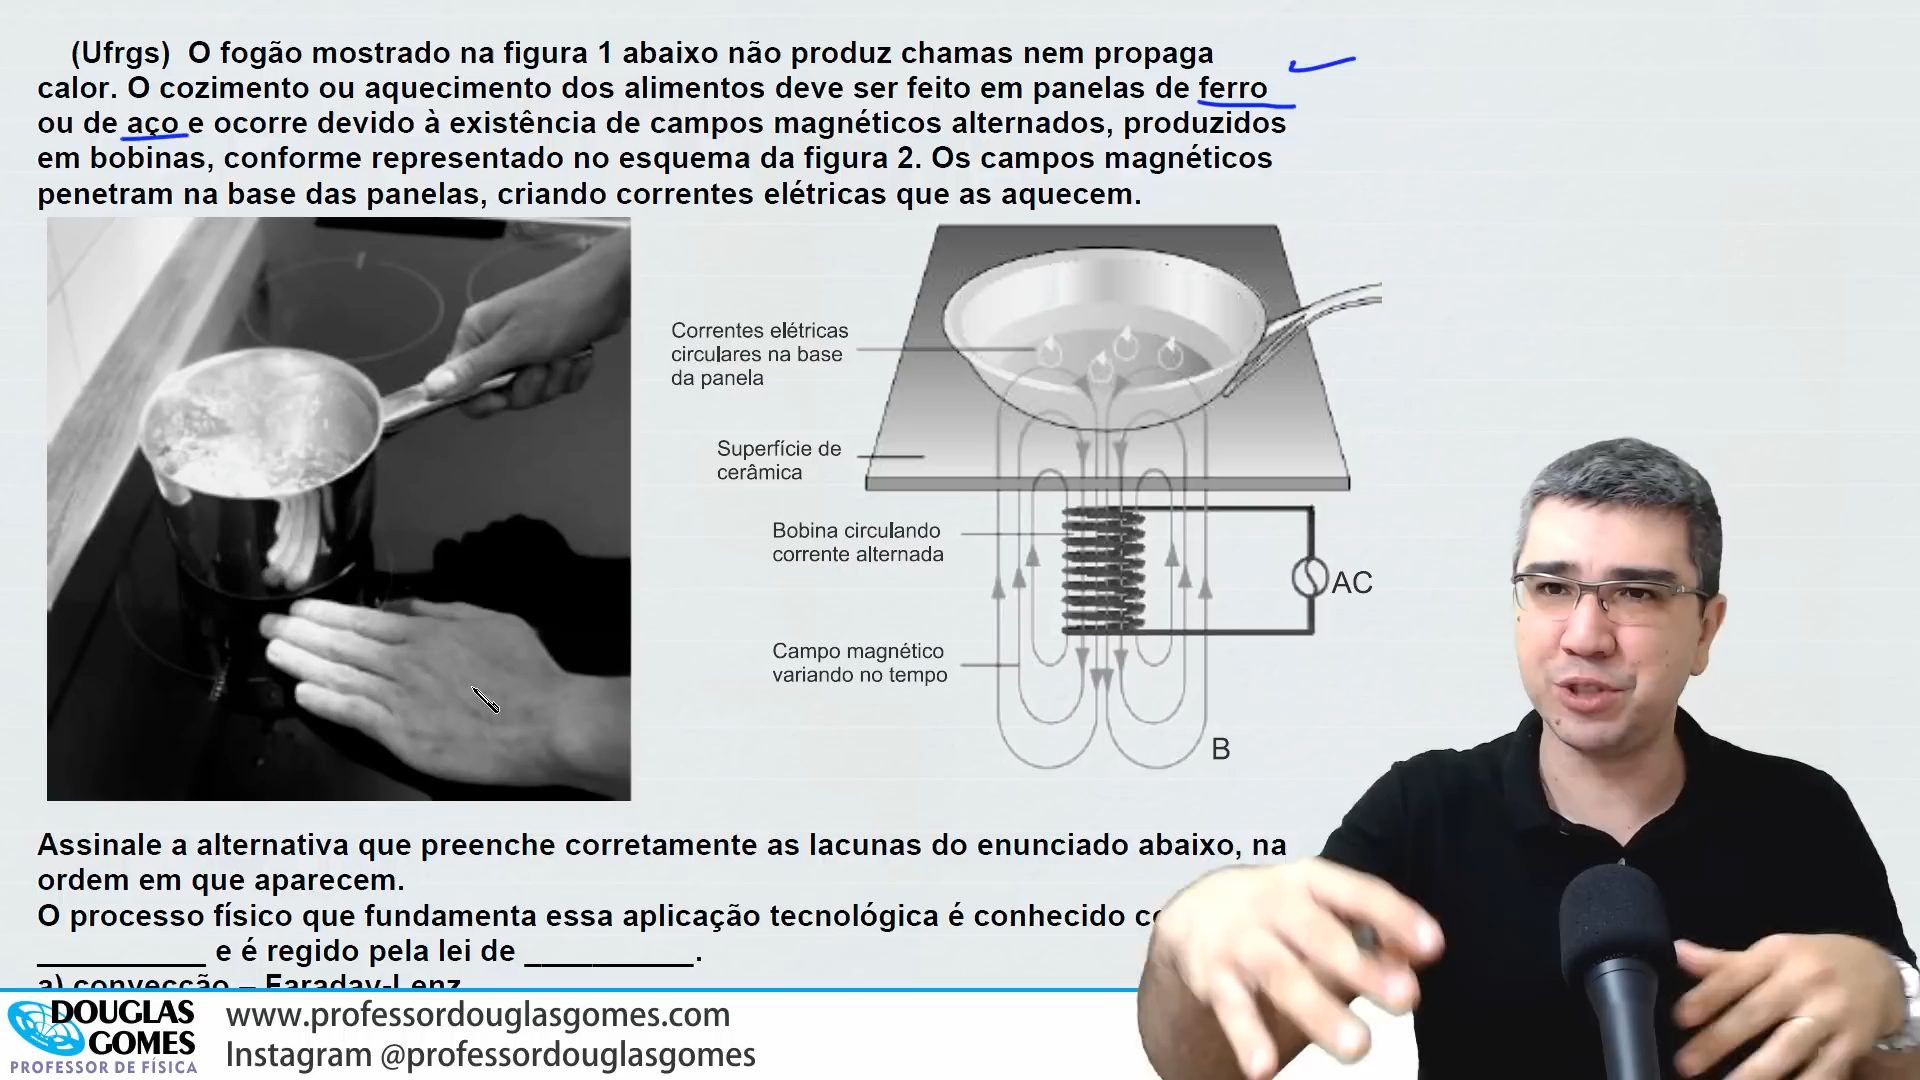 (Ufrgs) O fogão mostrado na figura 1 abaixo não produz chamas nem propaga
calor. O cozimento ou aquecimento dos alimentos deve ser feito em panelas de ferro
ou de aço e ocorre devido à existência de campos magnéticos alternados, produzidos
em bobinas, conforme representado no esquema da figura 2. Os campos magnéticos
penetram na base das panelas, criando correntes elétricas que as aquecem.
Correntes elétricas
circulares na base
da panela
Superfície de
cerâmica
Bobina circulando
corrente alternada
AC
Campo magnético
variando no tempo
B
Assinale a alternativa que preenche corretamente as lacunas do enunciado abaixo, na
ordem em que aparecem.
O processo físico que fundamenta essa aplicação tecnológica é conhecido
__________ e é regido pela lei de __________.
a) convecção – Faraday-Lenz
DOUGLAS
GOMES
PROFESSOR DE FÍSICA
www.professordouglasgomes.com
Instagram @professordouglasgomes